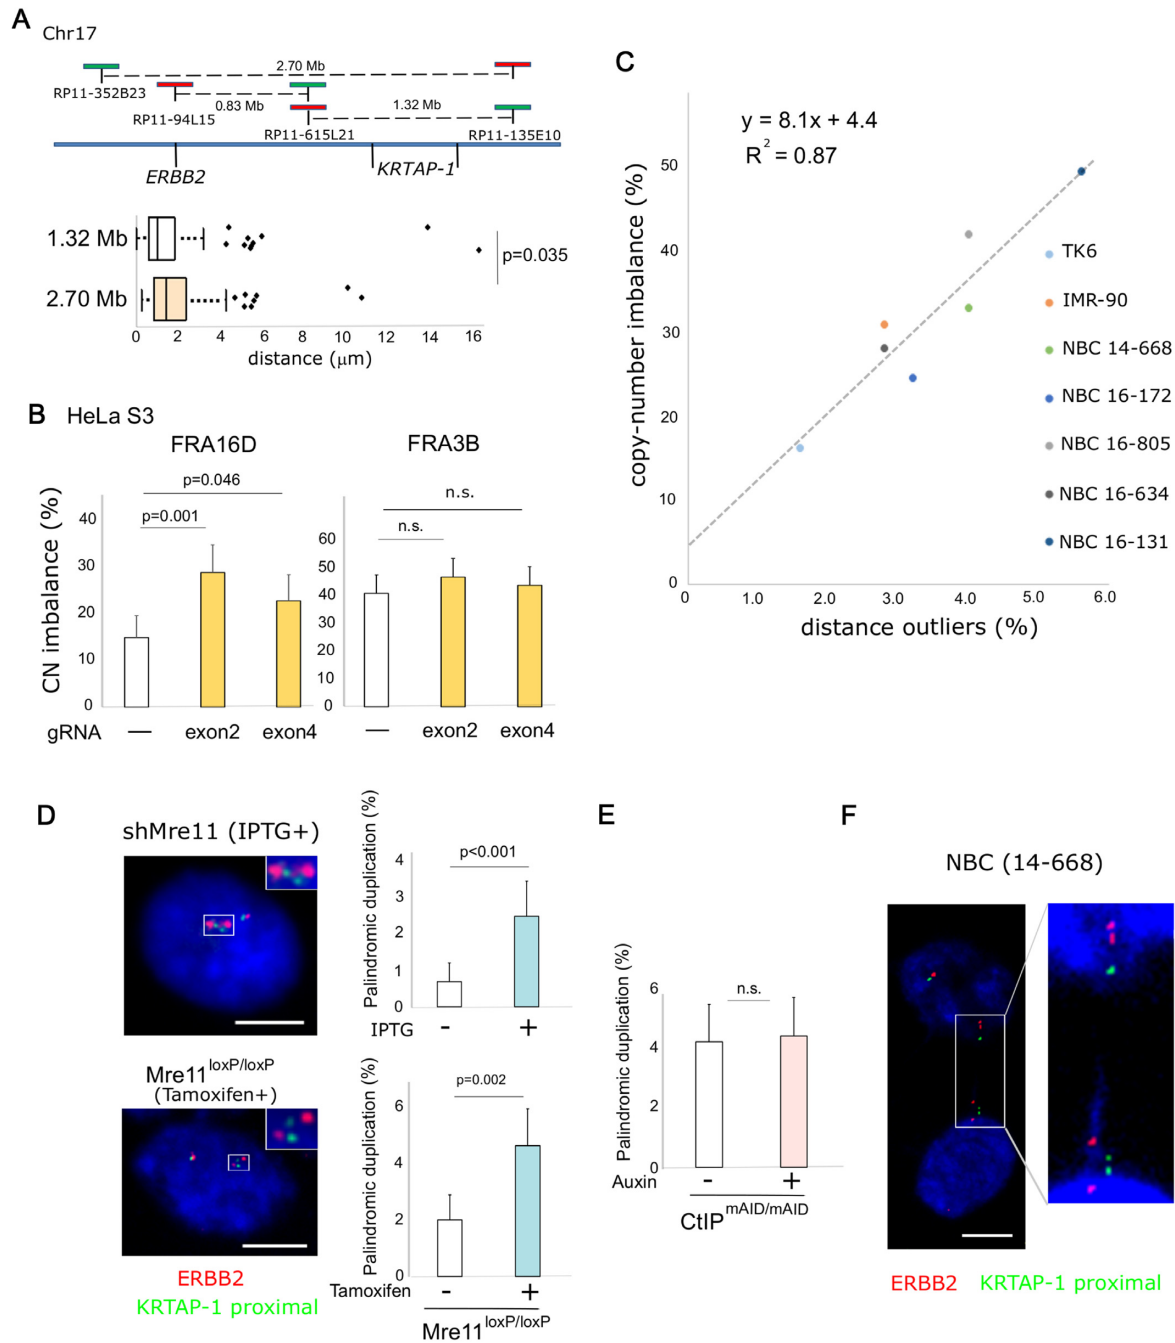 A
Chr17
2.70 Mb
RP11-352B23
0.83 Mb
1.32 Mb
RP11-94L15
RP11-615L21
RP11-135E10
ERBB2
KRTAP-1
1.32 Mb
2.70 Mb
p=0.035
0 2 4 6 8 10 12 14 16
distance (μm)
B HeLa S3
FRA16D
FRA3B
CN imbalance (%)
p=0.046
p=0.001
40
30
20
10
0
n.s.
n.s.
60
50
40
30
20
10
0
gRNA — exon2 exon4 — exon2 exon4
C
y = 8.1x + 4.4
R2 = 0.87
copy-number imbalance (%)
50
40
30
20
10
0
0 1.0 2.0 3.0 4.0 5.0 6.0
distance outliers (%)
TK6
IMR-90
NBC 14-668
NBC 16-172
NBC 16-805
NBC 16-634
NBC 16-131
D
shMre11 (IPTG+)
Palindromic duplication (%)
p<0.001
4
3
2
1
0
IPTG - +
Mre11loxP/loxP
(Tamoxifen+)
Palindromic duplication (%)
p=0.002
6
4
2
0
Tamoxifen - +
Mre11loxP/loxP
ERBB2
KRTAP-1 proximal
E
Palindromic duplication (%)
n.s.
6
4
2
0
Auxin - +
CtIPmAID/mAID
F
NBC (14-668)
ERBB2 KRTAP-1 proximal